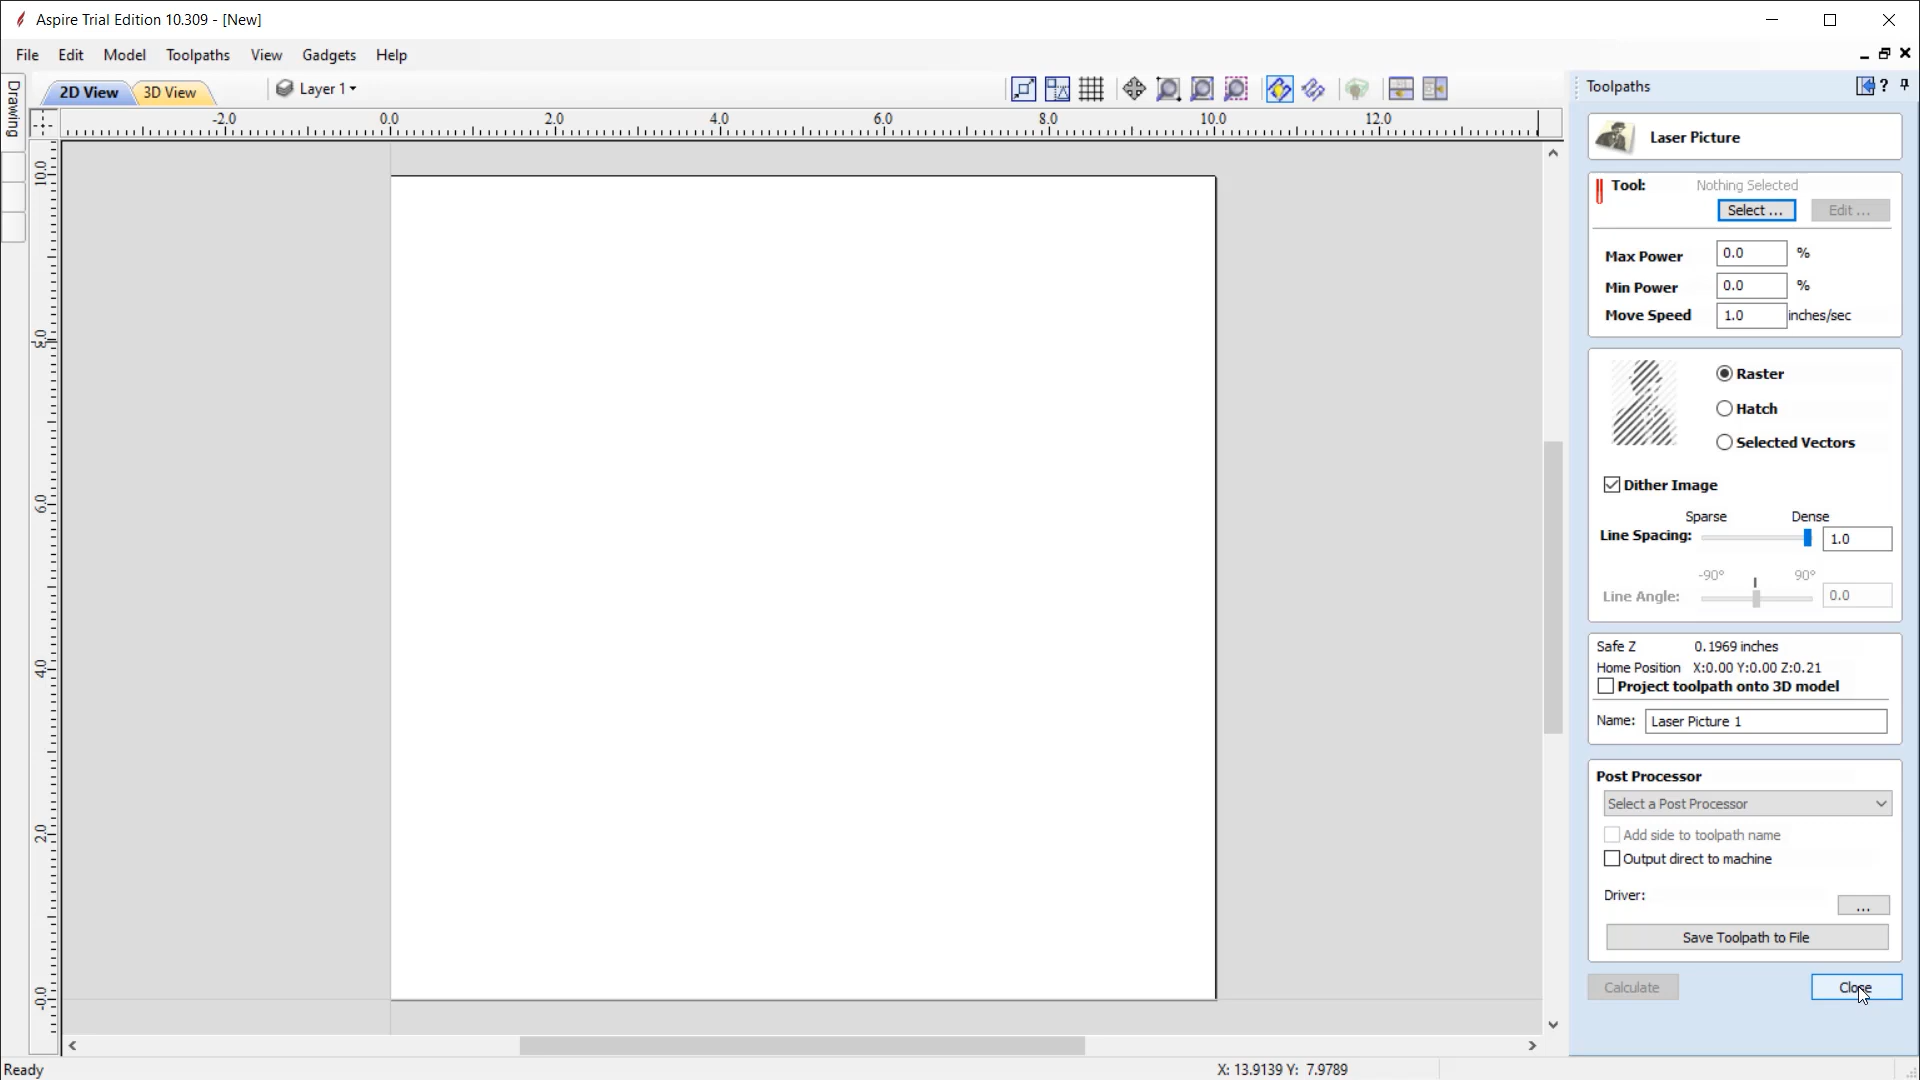 Aspire Trial Edition 10.309 - [New]
File Edit Model Toolpaths View Gadgets Help
2D View 3D View Layer 1
Drawing
-2.0 0.0 2.0 4.0 6.0 8.0 10.0 12.0
10.0
8.0
6.0
4.0
2.0
-0.0
Toolpaths
Laser Picture
Tool: Nothing Selected
Select ... Edit ...
Max Power 0.0 %
Min Power 0.0 %
Move Speed 1.0 inches/sec
Raster
Hatch
Selected Vectors
Dither Image
Sparse Dense
Line Spacing: 1.0
-90° 90°
Line Angle: 0.0
Safe Z 0.1969 inches
Home Position X:0.00 Y:0.00 Z:0.21
Project toolpath onto 3D model
Name: Laser Picture 1
Post Processor
Select a Post Processor
Add side to toolpath name
Output direct to machine
Driver:
...
Save Toolpath to File
Calculate Close
Ready X: 13.9139 Y: 7.9789